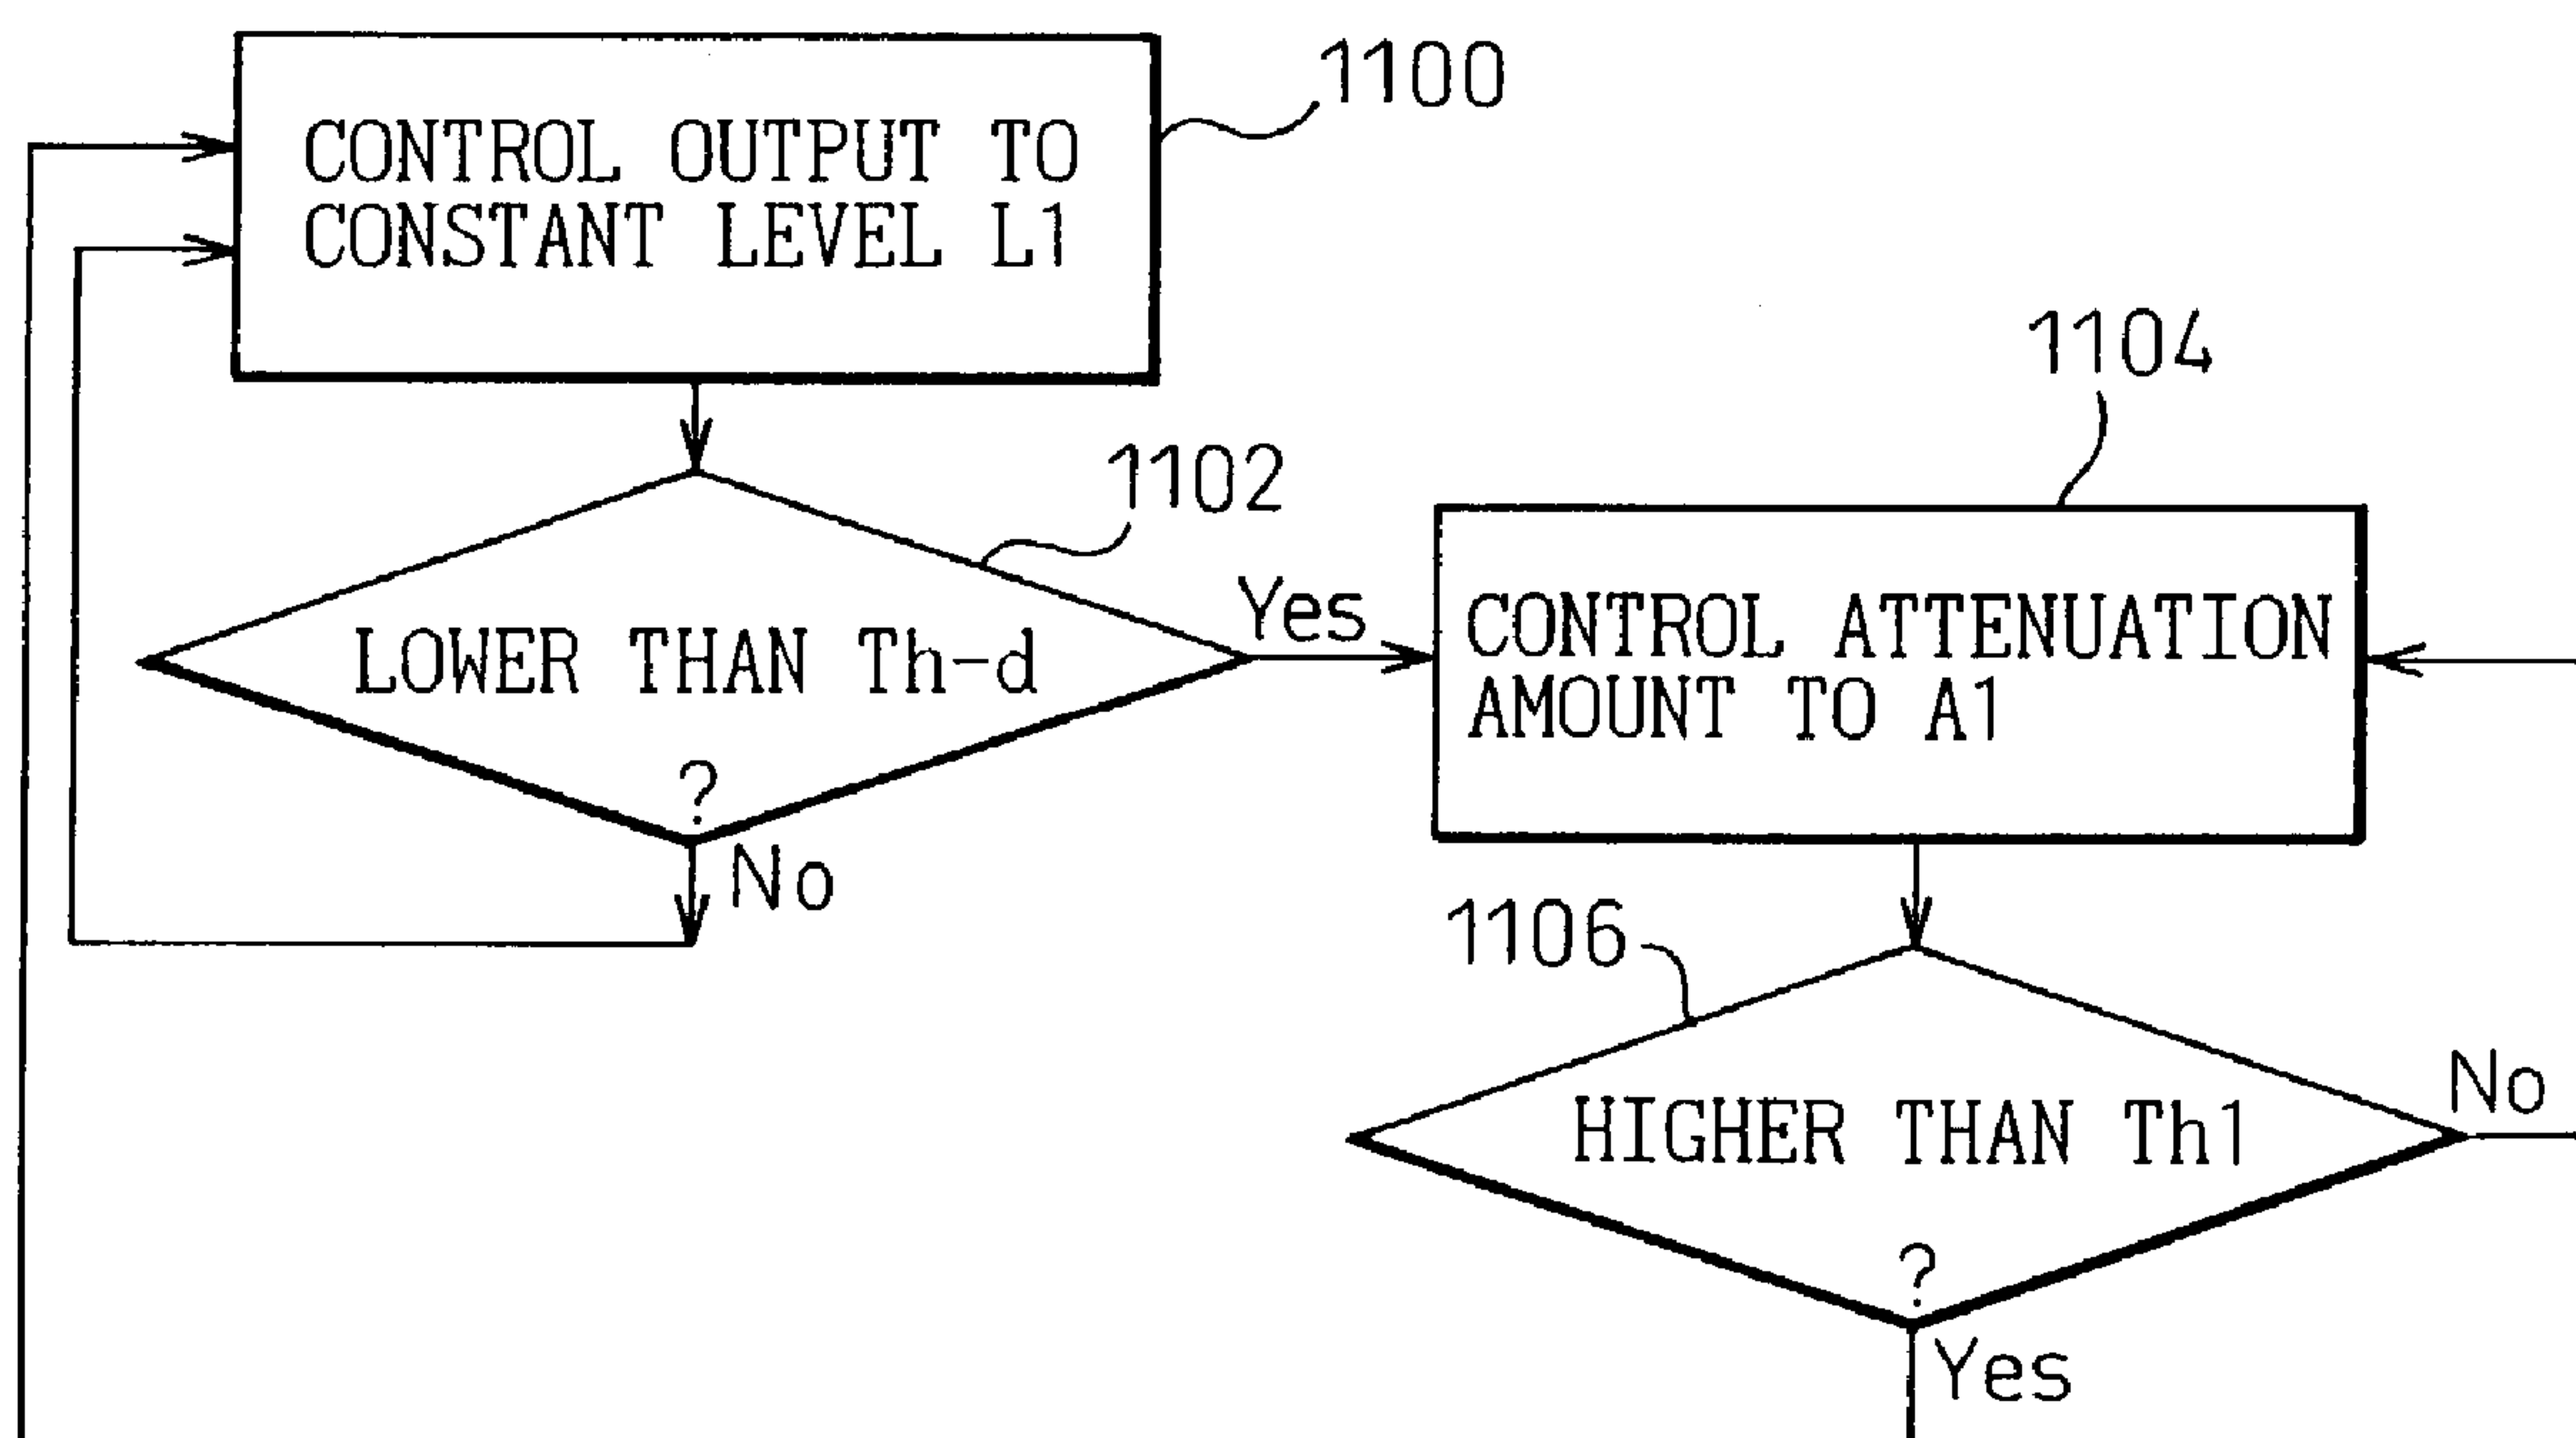 1100
CONTROL OUTPUT TO
CONSTANT LEVEL L1
1102
LOWER THAN Th-d
?
Yes
No
1104
CONTROL ATTENUATION
AMOUNT TO A1
1106
HIGHER THAN Th1
?
No
Yes